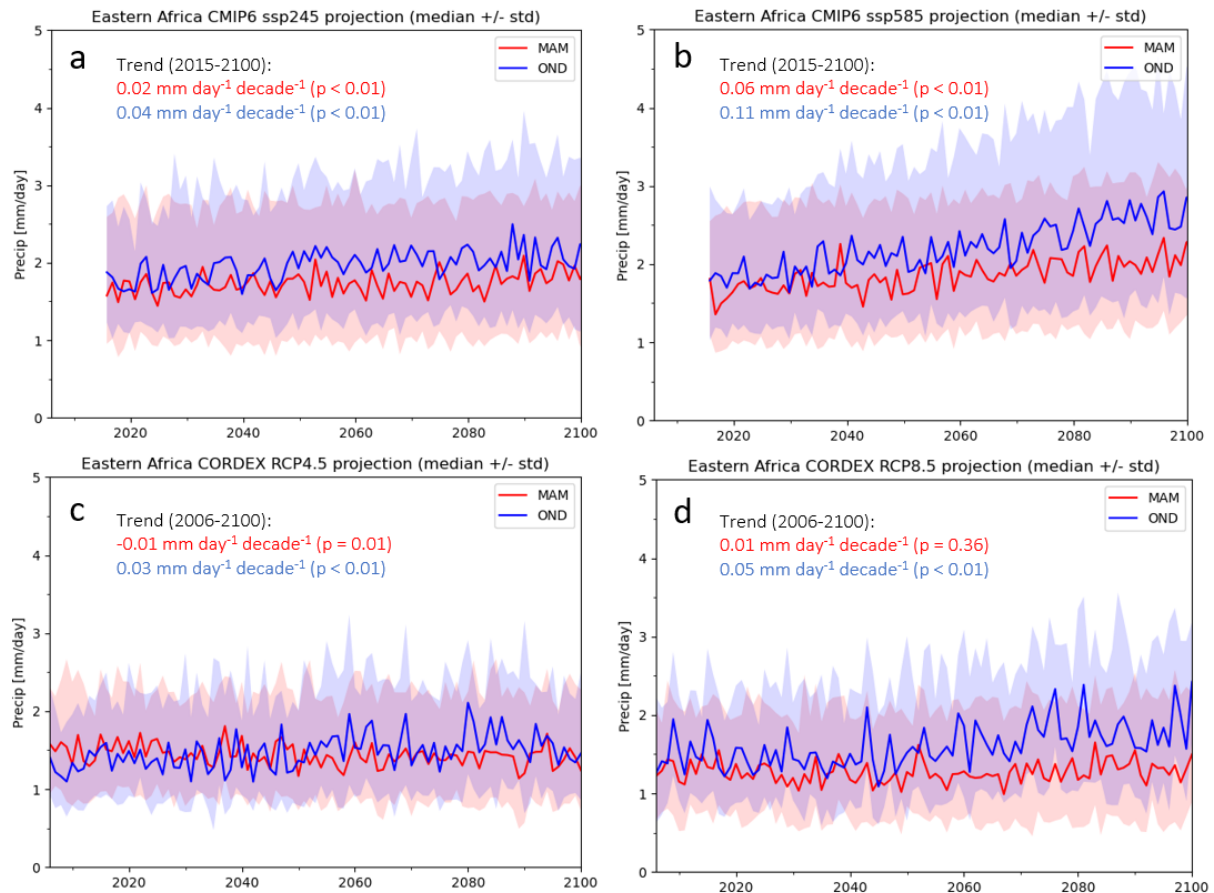 Eastern Africa CMIP6 ssp245 projection (median +/- std)
a
Trend (2015-2100):
0.02 mm day⁻¹ decade⁻¹ (p < 0.01)
0.04 mm day⁻¹ decade⁻¹ (p < 0.01)
MAM
OND
Precip [mm/day]
5
4
3
2
1
0
2020
2040
2060
2080
2100
Eastern Africa CMIP6 ssp585 projection (median +/- std)
b
Trend (2015-2100):
0.06 mm day⁻¹ decade⁻¹ (p < 0.01)
0.11 mm day⁻¹ decade⁻¹ (p < 0.01)
MAM
OND
Precip [mm/day]
5
4
3
2
1
0
2020
2040
2060
2080
2100
Eastern Africa CORDEX RCP4.5 projection (median +/- std)
c
Trend (2006-2100):
-0.01 mm day⁻¹ decade⁻¹ (p = 0.01)
0.03 mm day⁻¹ decade⁻¹ (p < 0.01)
MAM
OND
Precip [mm/day]
5
4
3
2
1
0
2020
2040
2060
2080
2100
Eastern Africa CORDEX RCP8.5 projection (median +/- std)
d
Trend (2006-2100):
0.01 mm day⁻¹ decade⁻¹ (p = 0.36)
0.05 mm day⁻¹ decade⁻¹ (p < 0.01)
MAM
OND
Precip [mm/day]
5
4
3
2
1
0
2020
2040
2060
2080
2100